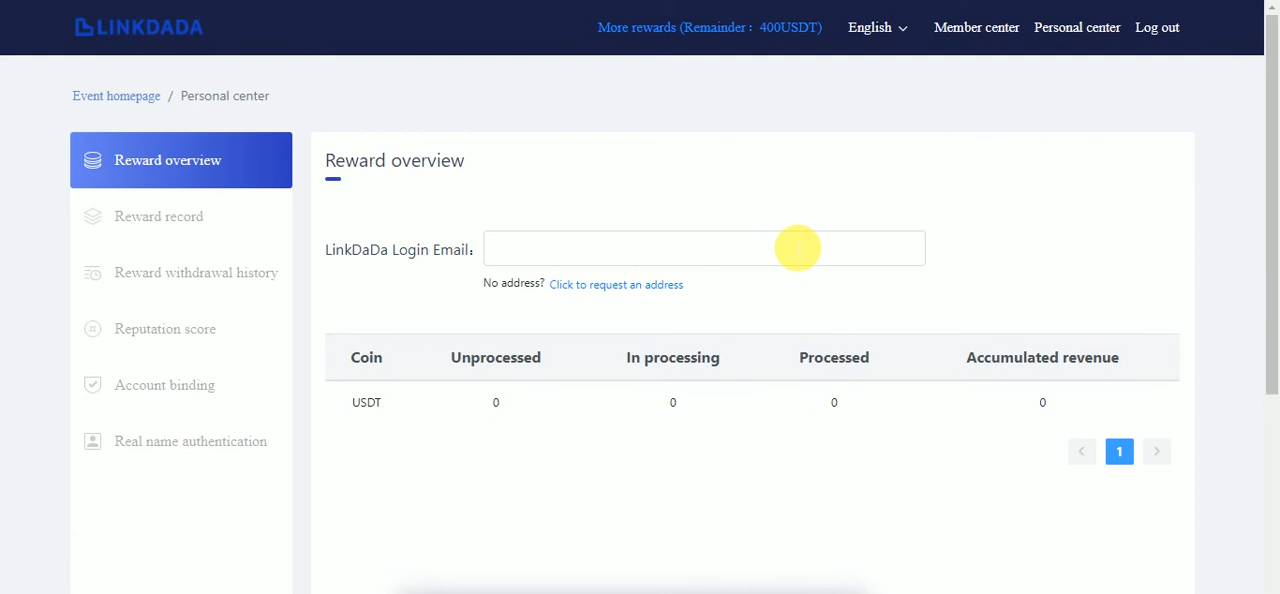 LINKDADA
More rewards (Remainder： 400USDT)
English
Member center
Personal center
Log out
Event homepage / Personal center
Reward overview
Reward record
Reward withdrawal history
Reputation score
Account binding
Real name authentication
Reward overview
LinkDaDa Login Email：
No address? Click to request an address
Coin Unprocessed In processing Processed Accumulated revenue
USDT 0 0 0 0
< 1 >